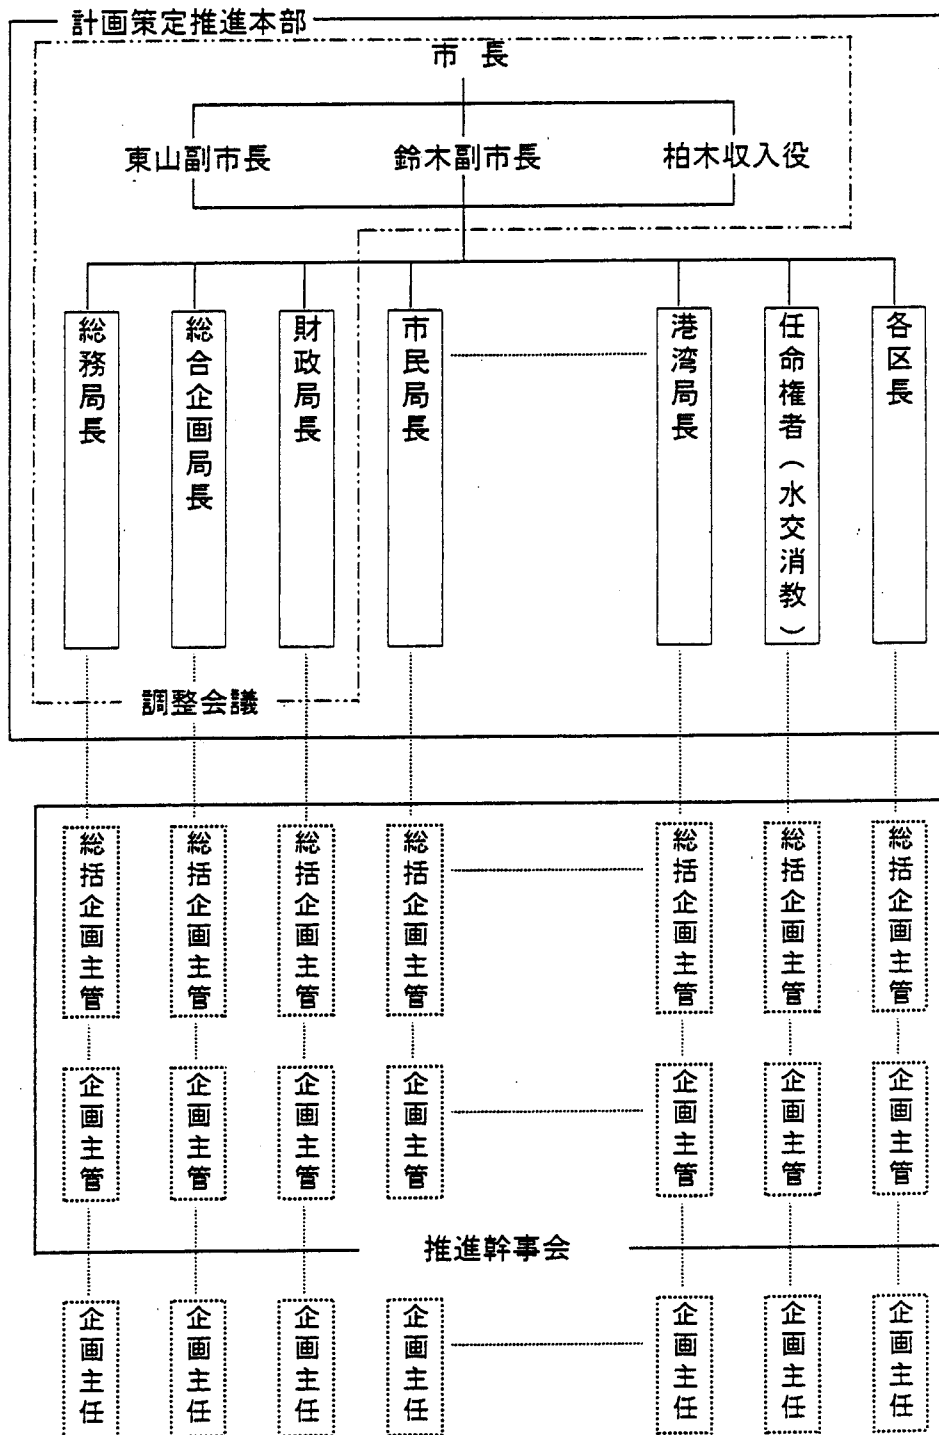 計画策定推進本部
市長
東山副市長
鈴木副市長
柏木収入役
総務局長
総合企画局長
財政局長
市民局長
港湾局長
任命権者（水交消教）
各区長
調整会議
総括企画主管
総括企画主管
総括企画主管
総括企画主管
総括企画主管
総括企画主管
総括企画主管
企画主管
企画主管
企画主管
企画主管
企画主管
企画主管
企画主管
推進幹事会
企画主任
企画主任
企画主任
企画主任
企画主任
企画主任
企画主任